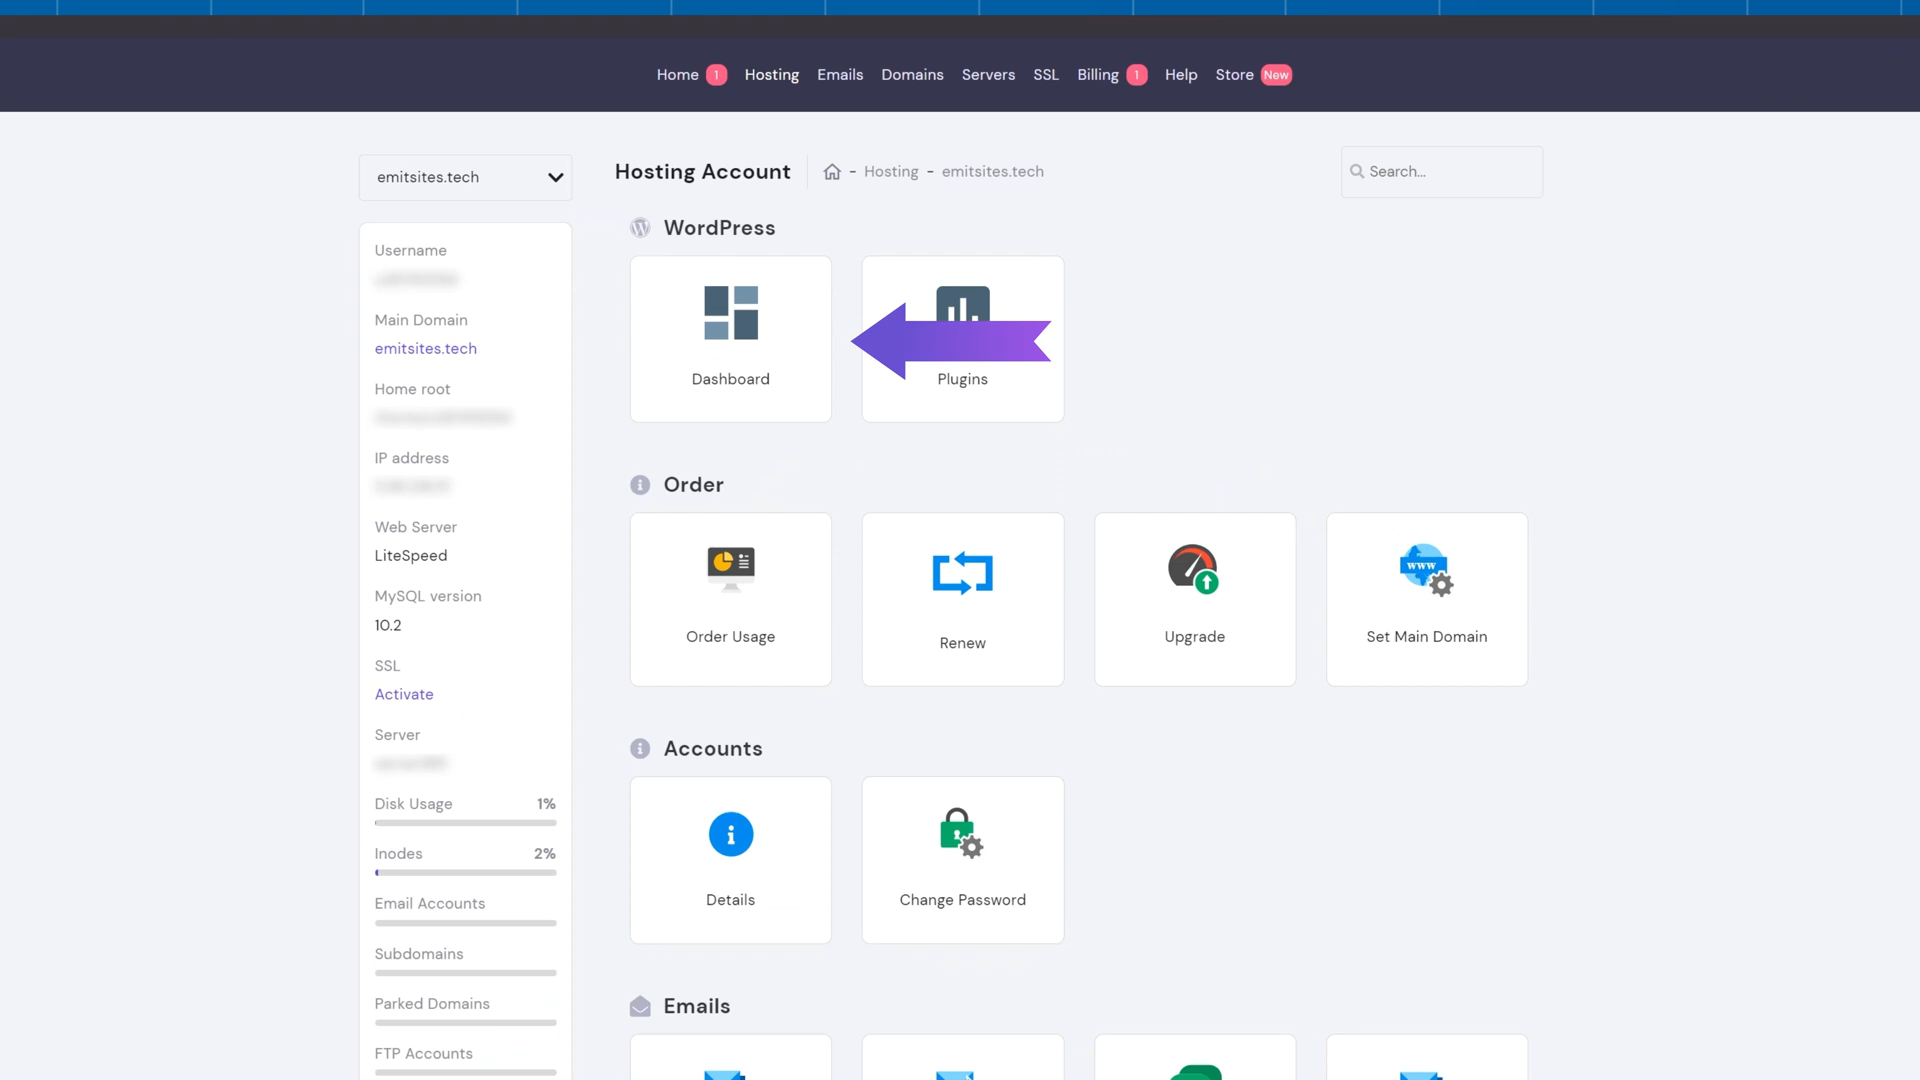 Home 1 Hosting Emails Domains Servers SSL Billing 1 Help Store New
emitsites.tech
Hosting Account
- Hosting - emitsites.tech
Search...
Username
Main Domain
emitsites.tech
Home root
IP address
Web Server
LiteSpeed
MySQL version
10.2
SSL
Activate
Server
Disk Usage 1%
Inodes 2%
Email Accounts
Subdomains
Parked Domains
FTP Accounts
WordPress
Dashboard
Plugins
Order
Order Usage
Renew
Upgrade
www
Set Main Domain
Accounts
Details
Change Password
Emails